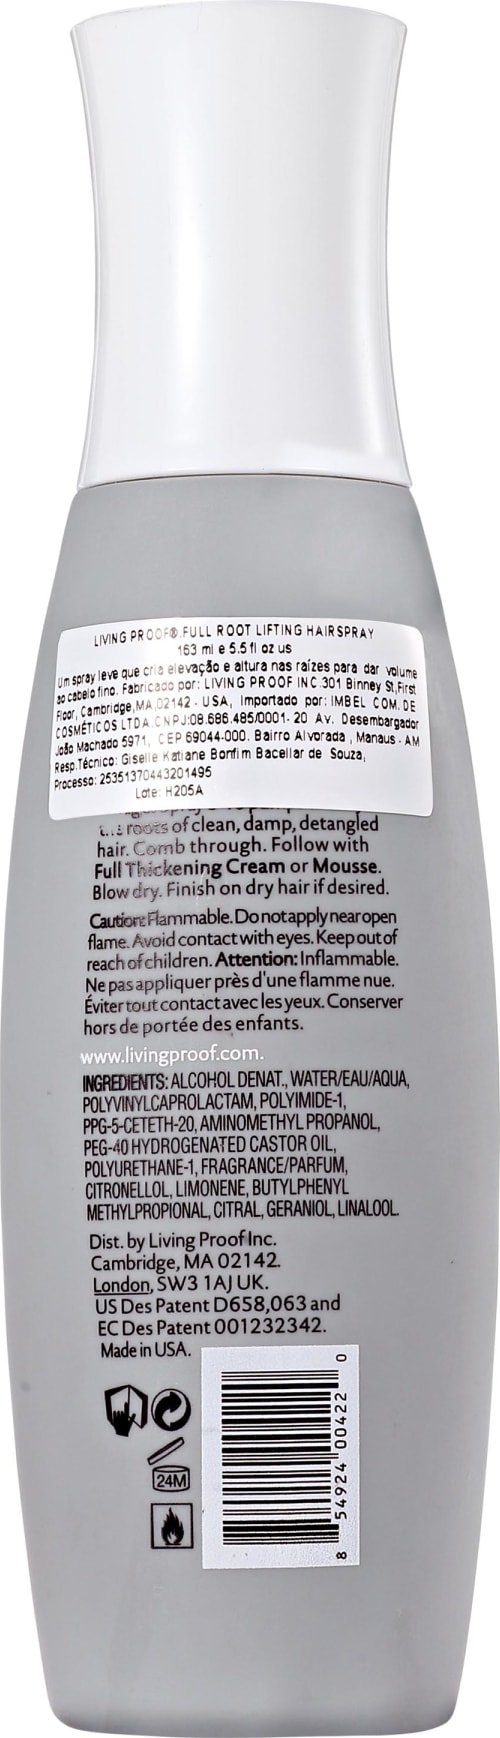 LIVING PROOF®.FULL ROOT LIFTING HAIRSPRAY
163 ml e 5.5fl oz us
Um spray leve que cria elevação e altura nas raízes para dar volume
ao cabelo fino. Fabricado por: LIVING PROOF INC.301 Binney St,First
Floor, Cambridge,MA,02142 - USA, Importado por: IMBEL COM. DE
COSMÉTICOS LTDA.CNPJ:08.686.485/0001- 20 Av. Desembargador
João Machado 5971, CEP 69044-000. Bairro Alvorada , Manaus - AM
Resp.Técnico: Giselle Katiane Bonfim Bacellar de Souza,
Processo: 25351370443201495
Lote: H205A
roots of clean, damp, detangled
hair. Comb through. Follow with
Full Thickening Cream or Mousse.
Blow dry. Finish on dry hair if desired.
Caution: Flammable. Do not apply near open
flame. Avoid contact with eyes. Keep out of
reach of children. Attention: Inflammable.
Ne pas appliquer près d'une flamme nue.
Éviter tout contact avec les yeux. Conserver
hors de portée des enfants.
www.livingproof.com.
INGREDIENTS: ALCOHOL DENAT., WATER/EAU/AQUA,
POLYVINYLCAPROLACTAM, POLYIMIDE-1,
PPG-5-CETETH-20, AMINOMETHYL PROPANOL,
PEG-40 HYDROGENATED CASTOR OIL,
POLYURETHANE-1, FRAGRANCE/PARFUM,
CITRONELLOL, LIMONENE, BUTYLPHENYL
METHYLPROPIONAL, CITRAL, GERANIOL, LINALOOL.
Dist. by Living Proof Inc.
Cambridge, MA 02142.
London, SW3 1AJ UK.
US Des Patent D658,063 and
EC Des Patent 001232342.
Made in USA.
24M
8 54924 00422 0